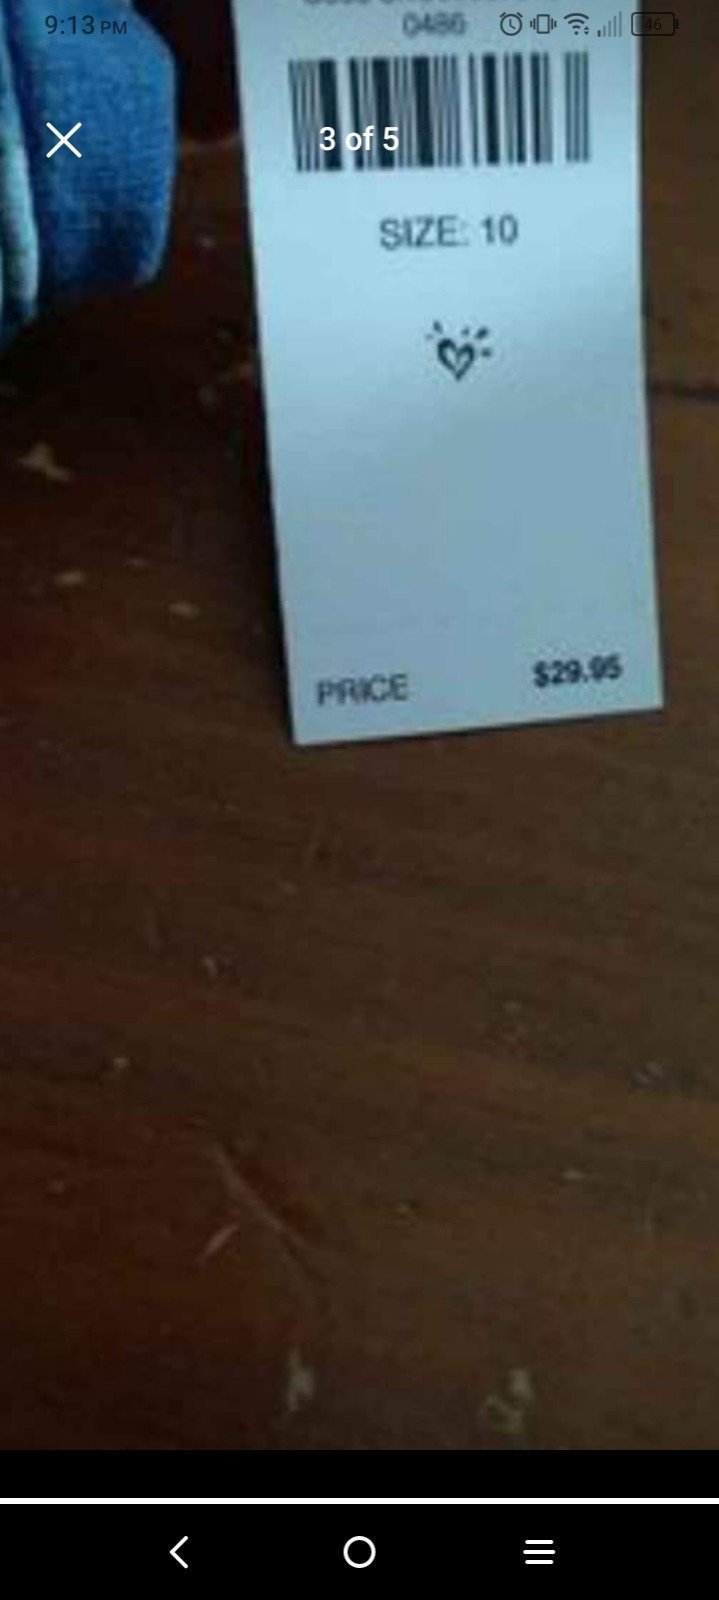 9:13 PM
46
0486
3 of 5
SIZE: 10
PRICE
$29.95